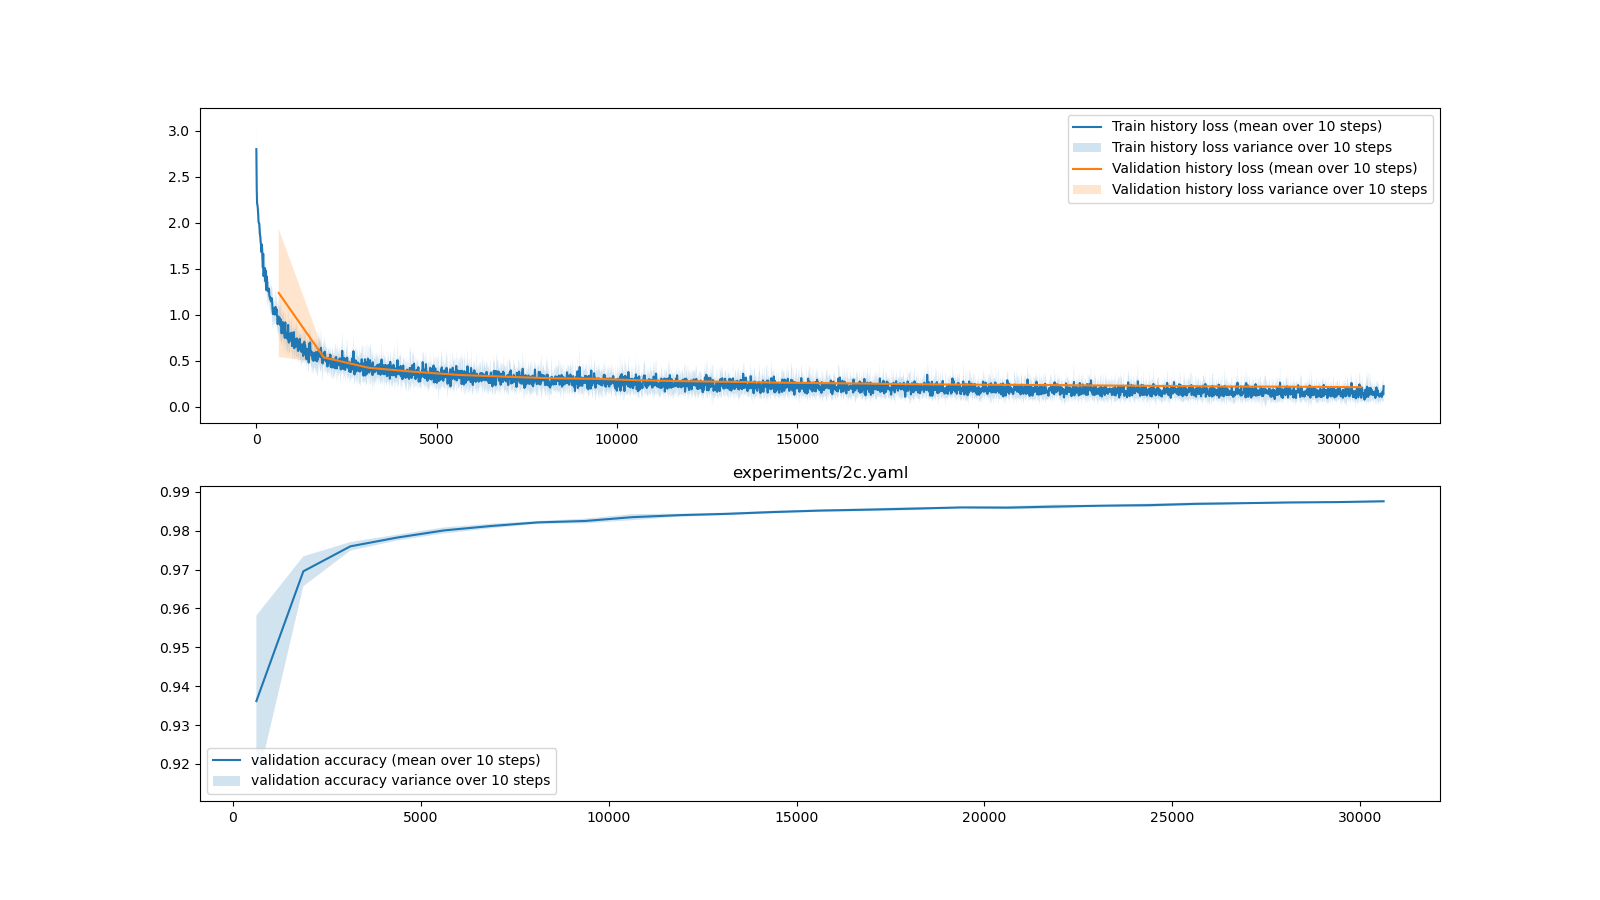 3.0
2.5
2.0
1.5
1.0
0.5
0.0
Train history loss (mean over 10 steps)
Train history loss variance over 10 steps
Validation history loss (mean over 10 steps)
Validation history loss variance over 10 steps
0 5000 10000 15000 20000 25000 30000
experiments/2c.yaml
0.99
0.98
0.97
0.96
0.95
0.94
0.93
0.92
validation accuracy (mean over 10 steps)
validation accuracy variance over 10 steps
0 5000 10000 15000 20000 25000 30000